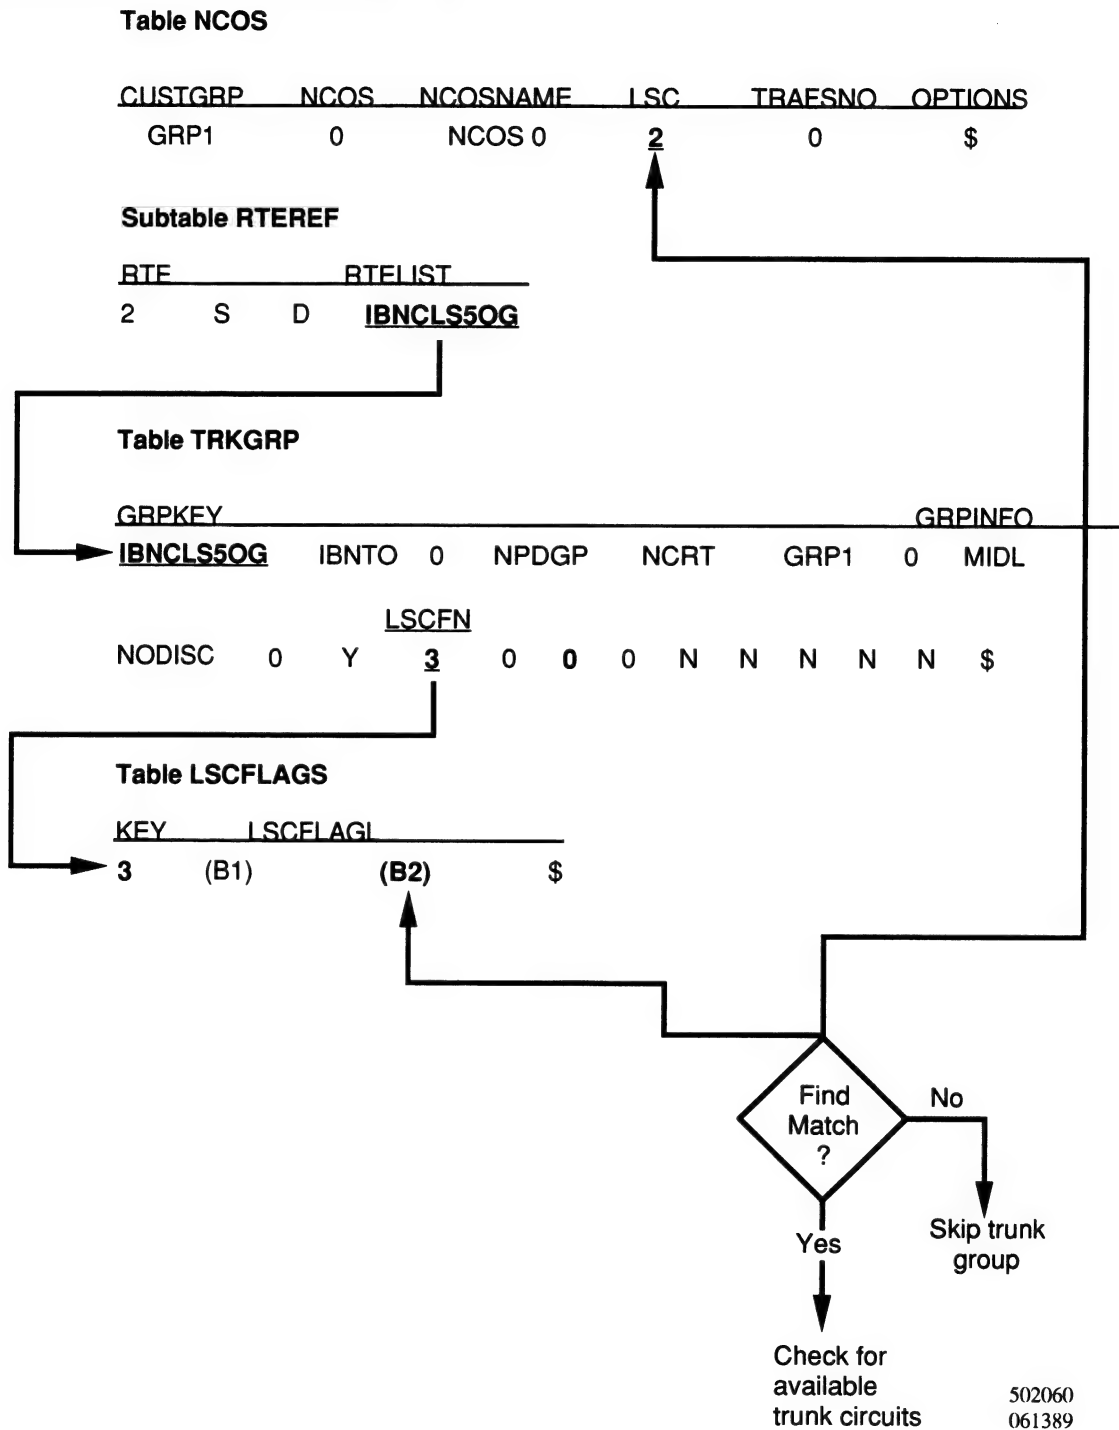 Table NCOS
CUSTGRP NCOS NCOSNAME LSC TRAFSNO OPTIONS
GRP1 0 NCOS 0 2 0 $
Subtable RTEREF
RTE RTELIST
2 S D IBNCLS5OG
Table TRKGRP
GRPKEY GRPINFO
IBNCLS5OG IBNTO 0 NPDGP NCRT GRP1 0 MIDL
LSCFN
NODISC 0 Y 3 0 0 0 N N N N N $
Table LSCFLAGS
KEY LSCFLAGL
3 (B1) (B2) $
Find
Match
?
No
Yes
Skip trunk
group
Check for
available
trunk circuits
502060
061389